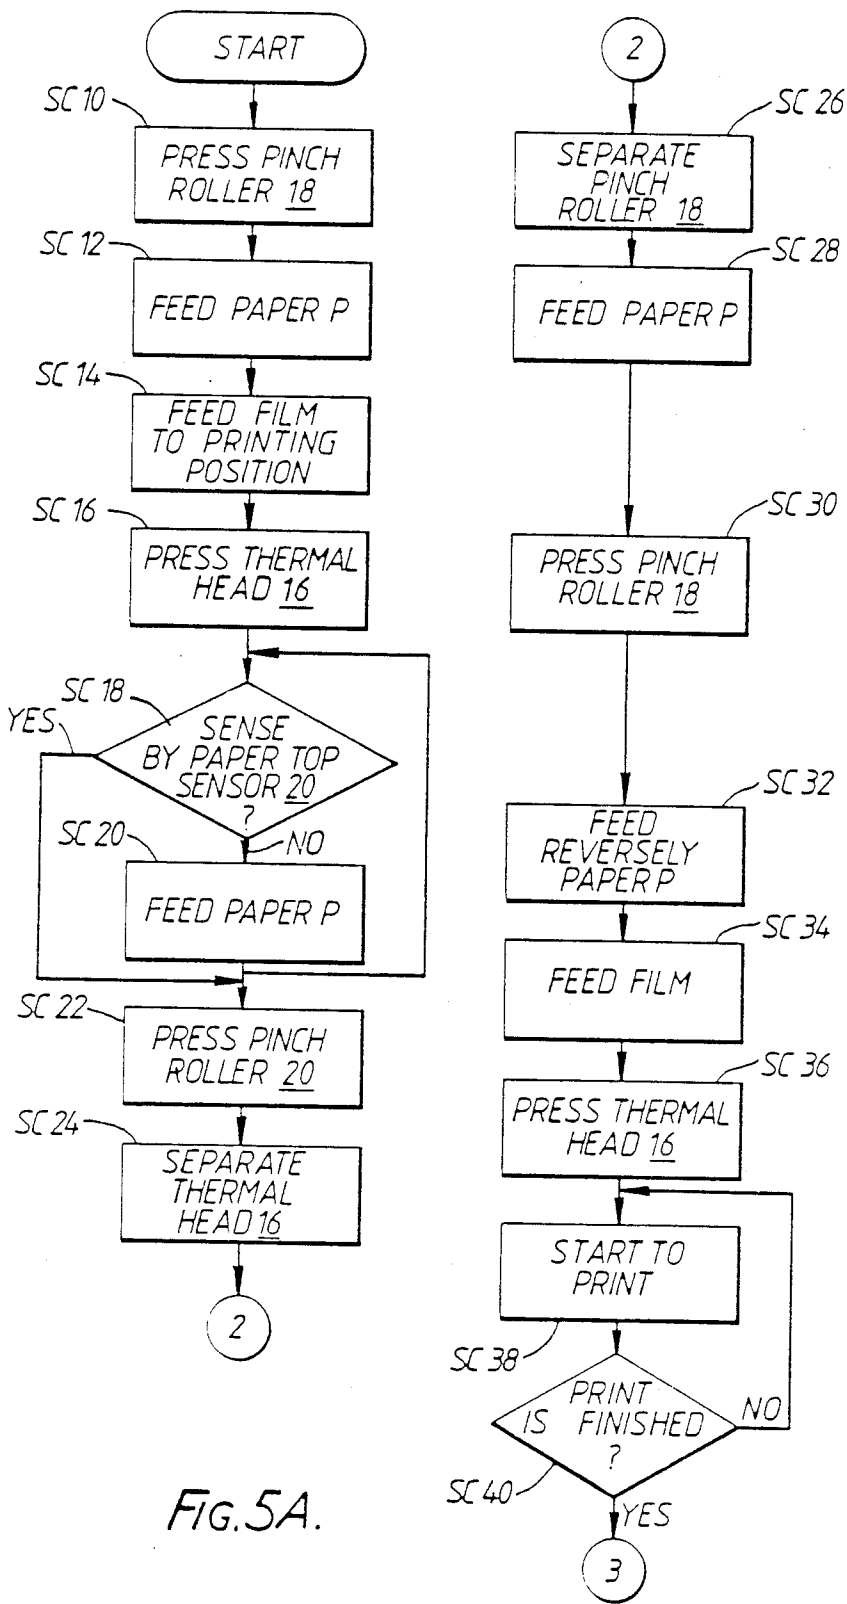 START
SC 10
PRESS PINCH
ROLLER 18
SC 12
FEED PAPER P
SC 14
FEED FILM
TO PRINTING
POSITION
SC 16
PRESS THERMAL
HEAD 16
SC 18
YES
SENSE
BY PAPER TOP
SENSOR 20
?
SC 20
NO
FEED PAPER P
SC 22
PRESS PINCH
ROLLER 20
SC 24
SEPARATE
THERMAL
HEAD 16
2
2
SC 26
SEPARATE
PINCH
ROLLER 18
SC 28
FEED PAPER P
SC 30
PRESS PINCH
ROLLER 18
SC 32
FEED
REVERSELY
PAPER P
SC 34
FEED FILM
SC 36
PRESS THERMAL
HEAD 16
START TO
PRINT
SC 38
PRINT
IS FINISHED
?
NO
SC 40
YES
3
FIG. 5A.